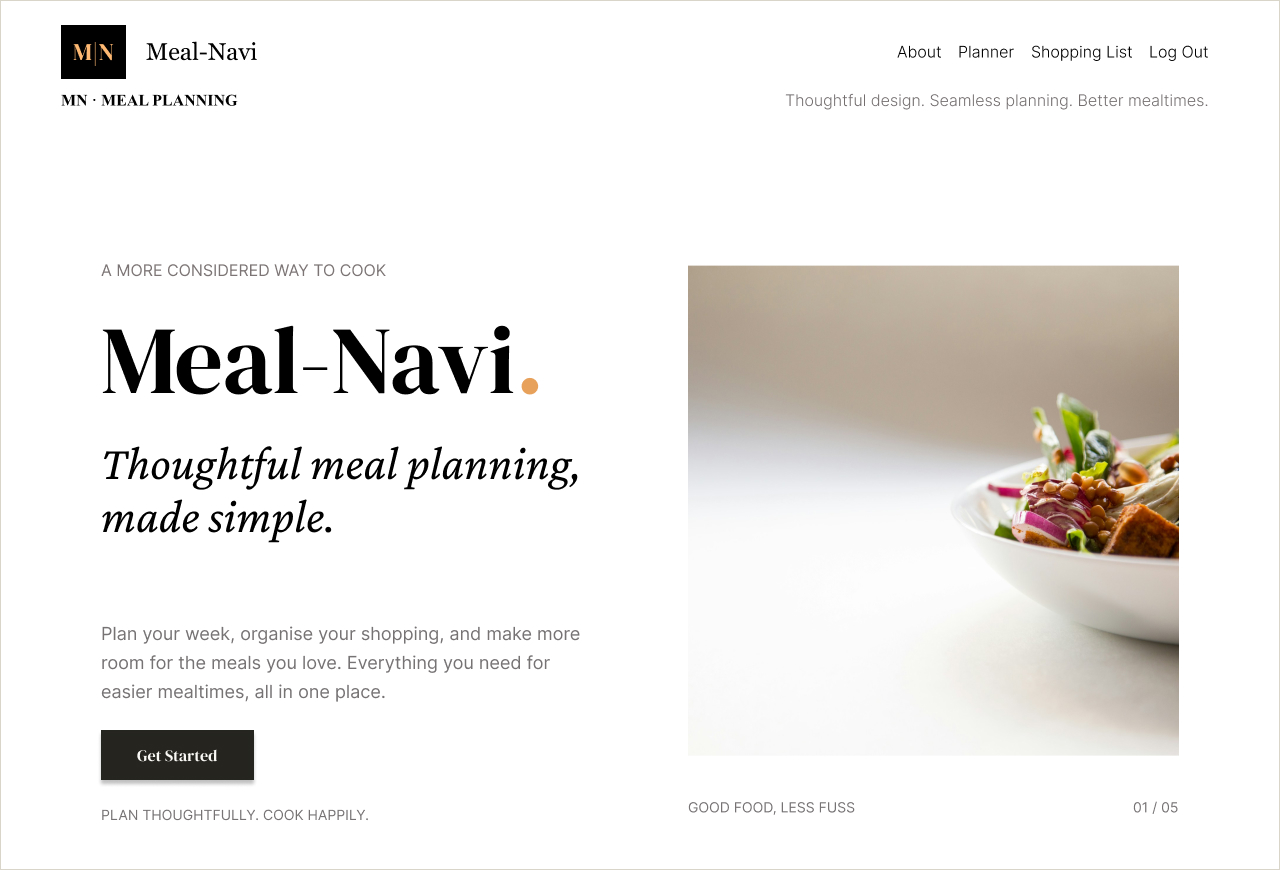 M|N
Meal-Navi
About Planner Shopping List Log Out
MN · MEAL PLANNING
Thoughtful design. Seamless planning. Better mealtimes.
A MORE CONSIDERED WAY TO COOK
Meal-Navi.
Thoughtful meal planning,
made simple.
Plan your week, organise your shopping, and make more
room for the meals you love. Everything you need for
easier mealtimes, all in one place.
Get Started
PLAN THOUGHTFULLY. COOK HAPPILY.
GOOD FOOD, LESS FUSS
01 / 05